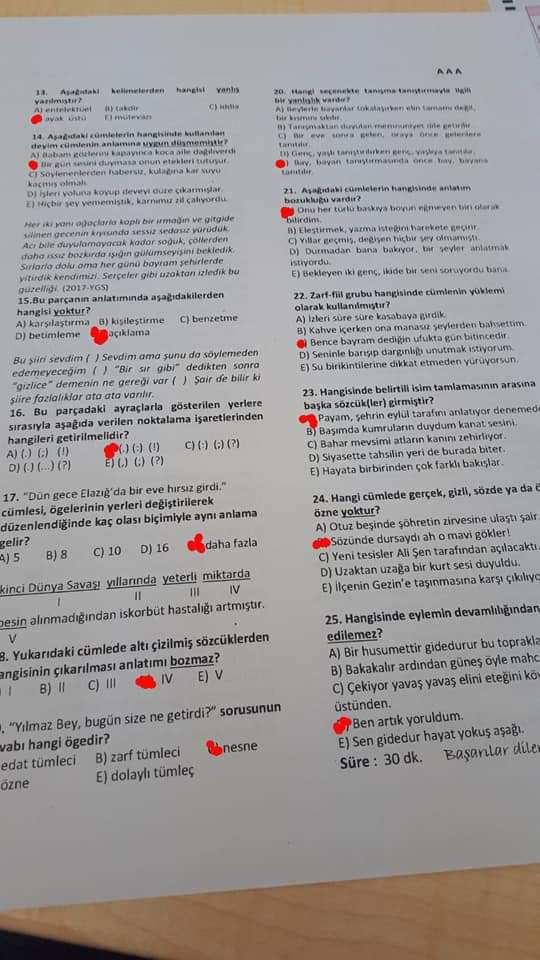 A A A
13. Aşağıdaki kelimelerden hangisi yanlış
yazılmıştır?
A) entelektüel B) takdir C) iddia
ayak üstü E) mütevazı
14. Aşağıdaki cümlelerin hangisinde kullanılan
deyim cümlenin anlamına uygun düşmemiştir?
A) Babam gözlerini kapayınca koca aile dağılıverdi
Bir gün sesini duymasa onun etekleri tutuşur.
C) Söylenenlerden habersiz, kulağına kar suyu
kaçmış olmalı.
D) İşleri yoluna koyup deveyi düze çıkarmışlar.
E) Hiçbir şey yememiştik, karnımız zil çalıyordu.
Her iki yanı ağaçlarla kaplı bir ırmağın ve gitgide
silinen gecenin kıyısında sessiz sedasız yürüdük.
Acı bile duyulamayacak kadar soğuk, çöllerden
daha ıssız bozkırda ışığın gülümseyişini bekledik.
Sırlarla dolu ama her günü bayram şehirlerde
yitirdik kendimizi. Serçeler gibi uzaktan izledik bu
güzelliği. (2017-YGS)
15.Bu parçanın anlatımında aşağıdakilerden
hangisi yoktur?
A) karşılaştırma B) kişileştirme C) benzetme
D) betimleme açıklama
Bu şiiri sevdim ( ) Sevdim ama şunu da söylemeden
edemeyeceğim ( ) "Bir sır gibi" dedikten sonra
"gizlice" demenin ne gereği var ( ) Şair de bilir ki
şiire fazlalıklar ata ata varılır.
16. Bu parçadaki ayraçlarla gösterilen yerlere
sırasıyla aşağıda verilen noktalama işaretlerinden
hangileri getirilmelidir?
A) (.) (;) (!) (.) (:) (!) C) (:) (;) (?)
D) (.) (...) (?) E) (,) (;) (?)
17. "Dün gece Elazığ'da bir eve hırsız girdi."
cümlesi, ögelerinin yerleri değiştirilerek
düzenlendiğinde kaç olası biçimiyle aynı anlama
gelir?
A) 5 B) 8 C) 10 D) 16 daha fazla
kinci Dünya Savaşı yıllarında yeterli miktarda
I II III IV
besin alınmadığından iskorbüt hastalığı artmıştır.
V
8. Yukarıdaki cümlede altı çizilmiş sözcüklerden
angisinin çıkarılması anlatımı bozmaz?
I B) II C) III IV E) V
"Yılmaz Bey, bugün size ne getirdi?" sorusunun
vabı hangi ögedir?
edat tümleci B) zarf tümleci nesne
özne E) dolaylı tümleç
20. Hangi seçenekte tanışma-tanıştırmayla ilgili
bir yanlışlık vardır?
A) Beylerle bayanlar tokalaşırken elin tamamı değil,
bir kısmını sıkılır.
B) Tanışmaktan duyulan memnuniyet dile getirilir
C) Bir eve sonra gelen, oraya önce gelenlere
tanıtılır.
D) Genç, yaşlı tanıştırılırken genç, yaşlıya tanıtılır.
) Bay, bayan tanıştırmasında önce bay, bayana
tanıtılır.
21. Aşağıdaki cümlelerin hangisinde anlatım
bozukluğu vardır?
Onu her türlü baskıya boyun eğmeyen biri olarak
bilirdim.
B) Eleştirmek, yazma isteğini harekete geçirir.
C) Yıllar geçmiş, değişen hiçbir şey olmamıştı.
D) Durmadan bana bakıyor, bir şeyler anlatmak
istiyordu.
E) Bekleyen iki genç, ikide bir seni soruyordu bana.
22. Zarf-fiil grubu hangisinde cümlenin yüklemi
olarak kullanılmıştır?
A) İzleri süre süre kasabaya girdik.
B) Kahve içerken ona manasız şeylerden bahsettim.
) Bence bayram dediğin ufukta gün bitincedir.
D) Seninle barışıp dargınlığı unutmak istiyorum.
E) Su birikintilerine dikkat etmeden yürüyorsun.
23. Hangisinde belirtili isim tamlamasının arasına
başka sözcük(ler) girmiştir?
Payam, şehrin eylül tarafını anlatıyor denemede
B) Başımda kumruların duydum kanat sesini.
C) Bahar mevsimi atların kanını zehirliyor.
D) Siyasette tahsilin yeri de burada biter.
E) Hayata birbirinden çok farklı bakışlar.
24. Hangi cümlede gerçek, gizli, sözde ya da ö
özne yoktur?
A) Otuz beşinde şöhretin zirvesine ulaştı şair.
Sözünde dursaydı ah o mavi gökler!
C) Yeni tesisler Ali Şen tarafından açılacaktı.
D) Uzaktan uzağa bir kurt sesi duyuldu.
E) İlçenin Gezin'e taşınmasına karşı çıkılıyo
25. Hangisinde eylemin devamlılığından
edilemez?
A) Bir husumettir gidedurur bu toprakla
B) Bakakalır ardından güneş öyle mahc
C) Çekiyor yavaş yavaş elini eteğini köy
üstünden.
) Ben artık yoruldum.
E) Sen gidedur hayat yokuş aşağı.
Süre : 30 dk. Başarılar diler